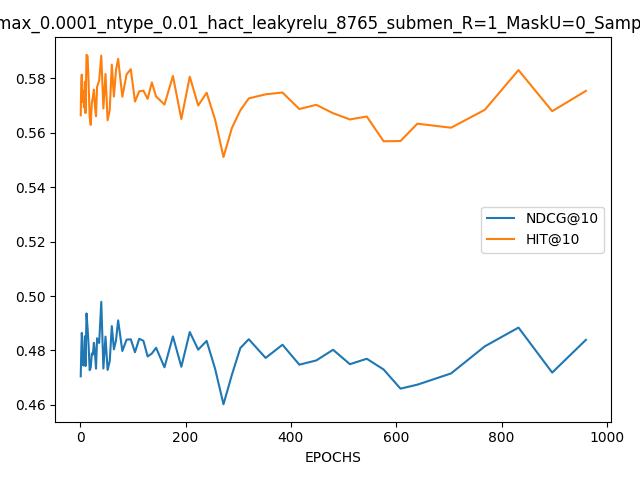 max_0.0001_ntype_0.01_hact_leakyrelu_8765_submen_R=1_MaskU=0_Samp
0.58
0.56
0.54
0.52
0.50
0.48
0.46
NDCG@10
HIT@10
0 200 400 600 800 1000
EPOCHS